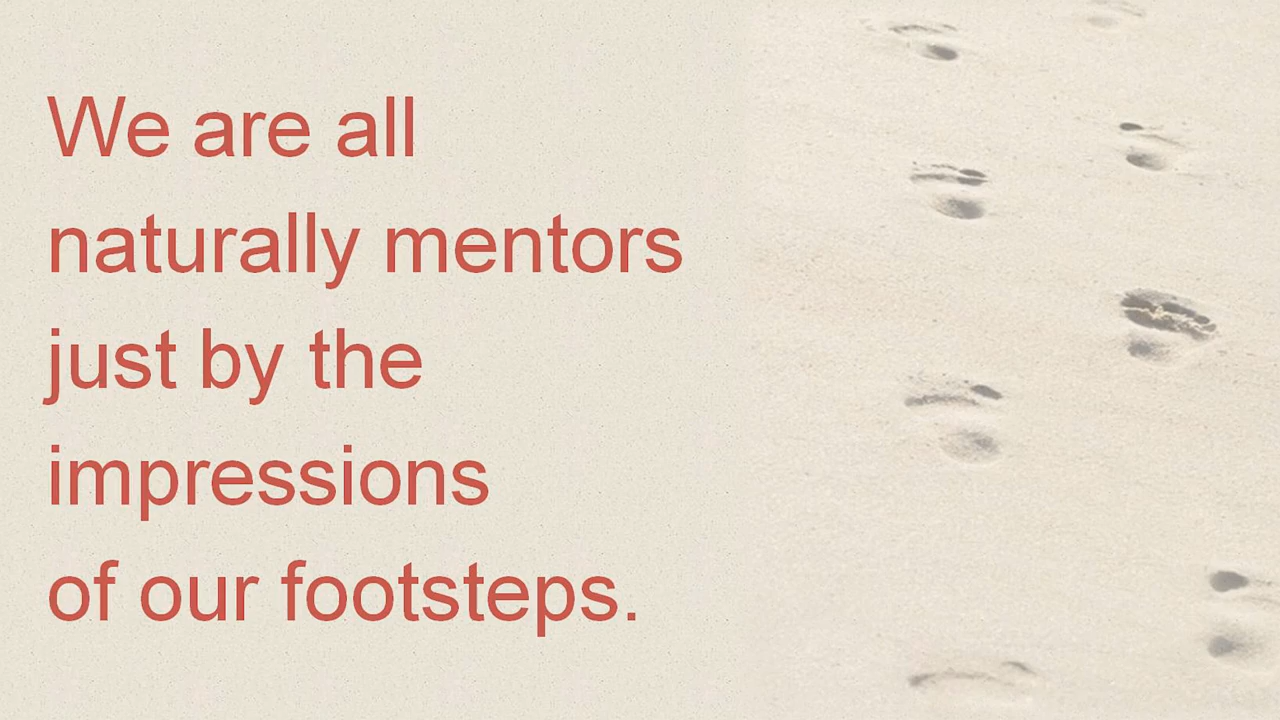 We are all
naturally mentors
just by the
impressions
of our footsteps.